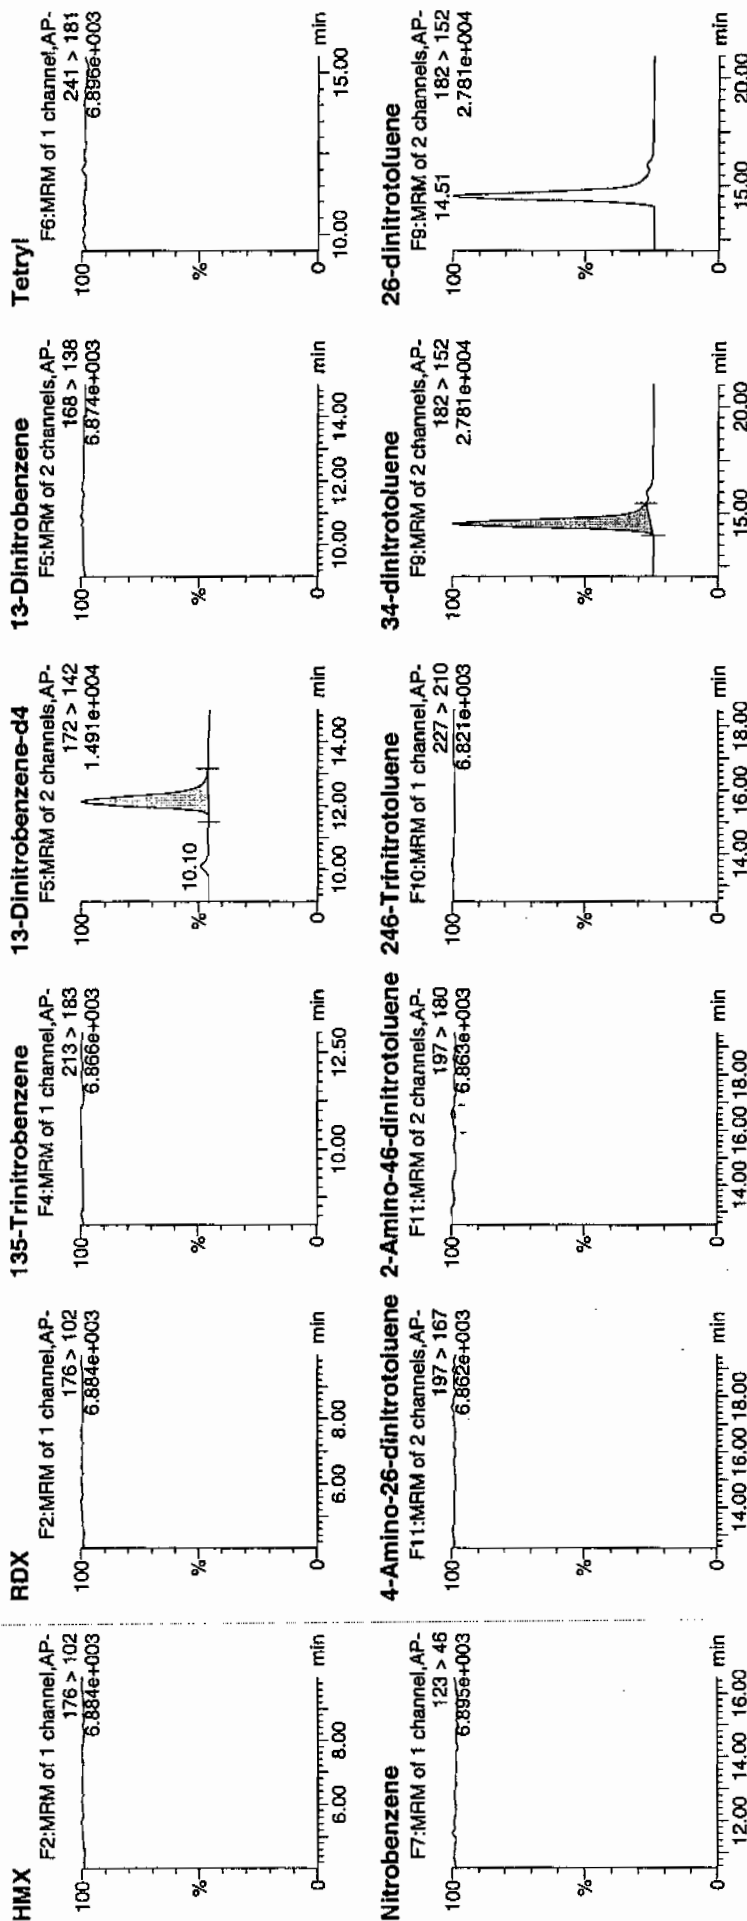 HMX
F2:MRM of 1 channel,AP-
176 > 102
6.884e+003
100
%
0
6.00 8.00 min
RDX
F2:MRM of 1 channel,AP-
176 > 102
6.884e+003
100
%
0
6.00 8.00 min
135-Trinitrobenzene
F4:MRM of 1 channel,AP-
213 > 183
6.866e+003
100
%
0
10.00 12.50 min
13-Dinitrobenzene-d4
F5:MRM of 2 channels,AP-
172 > 142
1.491e+004
100
10.10
%
0
10.00 12.00 14.00 min
13-Dinitrobenzene
F5:MRM of 2 channels,AP-
168 > 138
6.874e+003
100
%
0
10.00 12.00 14.00 min
Tetryl
F6:MRM of 1 channel,AP-
241 > 181
6.896e+003
100
%
0
10.00 15.00 min
Nitrobenzene
F7:MRM of 1 channel,AP-
123 > 46
6.895e+003
100
%
0
12.00 14.00 16.00 min
4-Amino-26-dinitrotoluene
F11:MRM of 2 channels,AP-
197 > 167
6.862e+003
100
%
0
14.00 16.00 18.00 min
2-Amino-46-dinitrotoluene
F11:MRM of 2 channels,AP-
197 > 180
6.863e+003
100
%
0
14.00 16.00 18.00 min
246-Trinitrotoluene
F10:MRM of 1 channel,AP-
227 > 210
6.821e+003
100
%
0
14.00 16.00 18.00 min
34-dinitrotoluene
F9:MRM of 2 channels,AP-
182 > 152
2.781e+004
100
%
0
15.00 20.00 min
26-dinitrotoluene
F9:MRM of 2 channels,AP-
14.51 182 > 152
2.781e+004
100
%
0
15.00 20.00 min